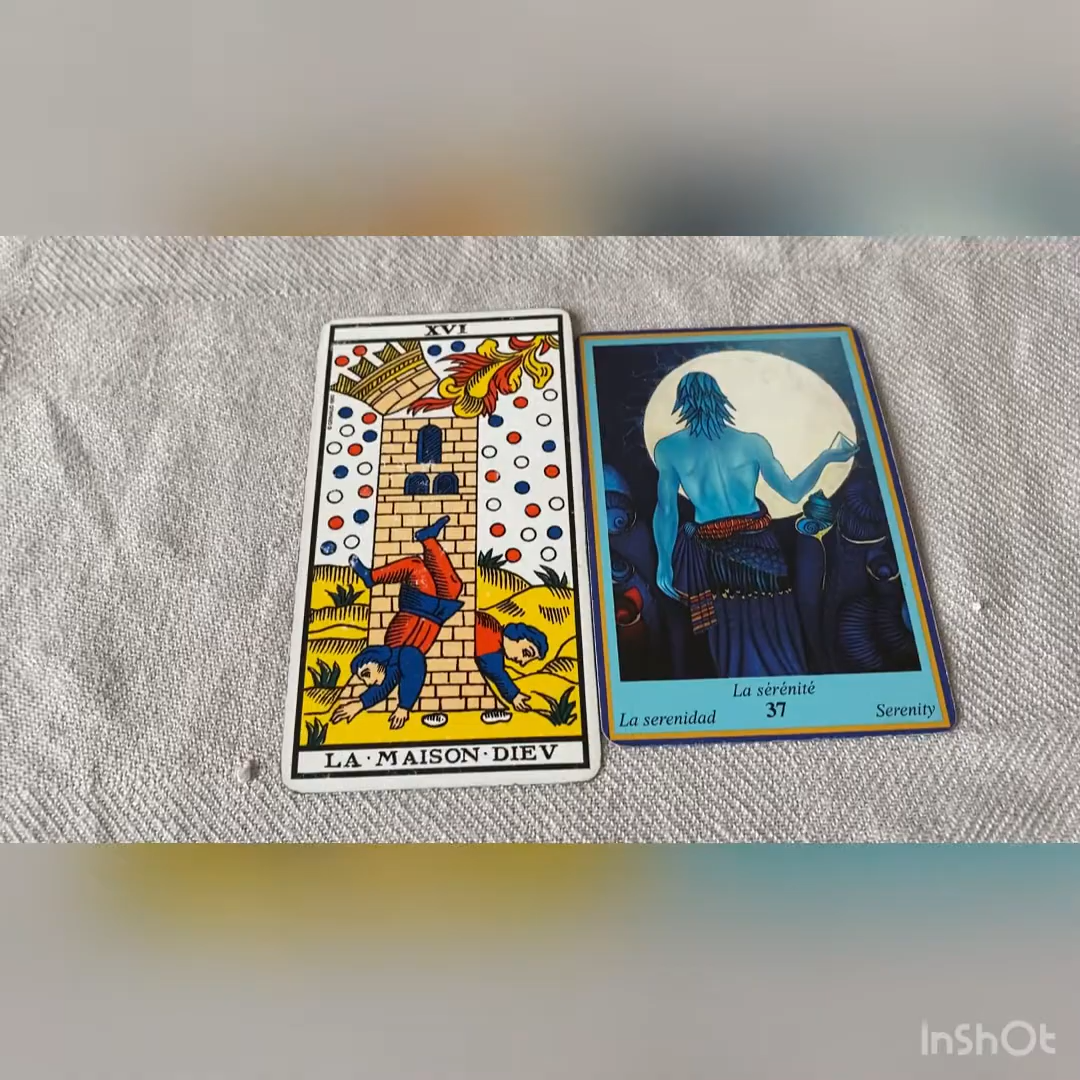 XVI
LA·MAISON·DIEV
La sérénité
37
La serenidad
Serenity
InShOt